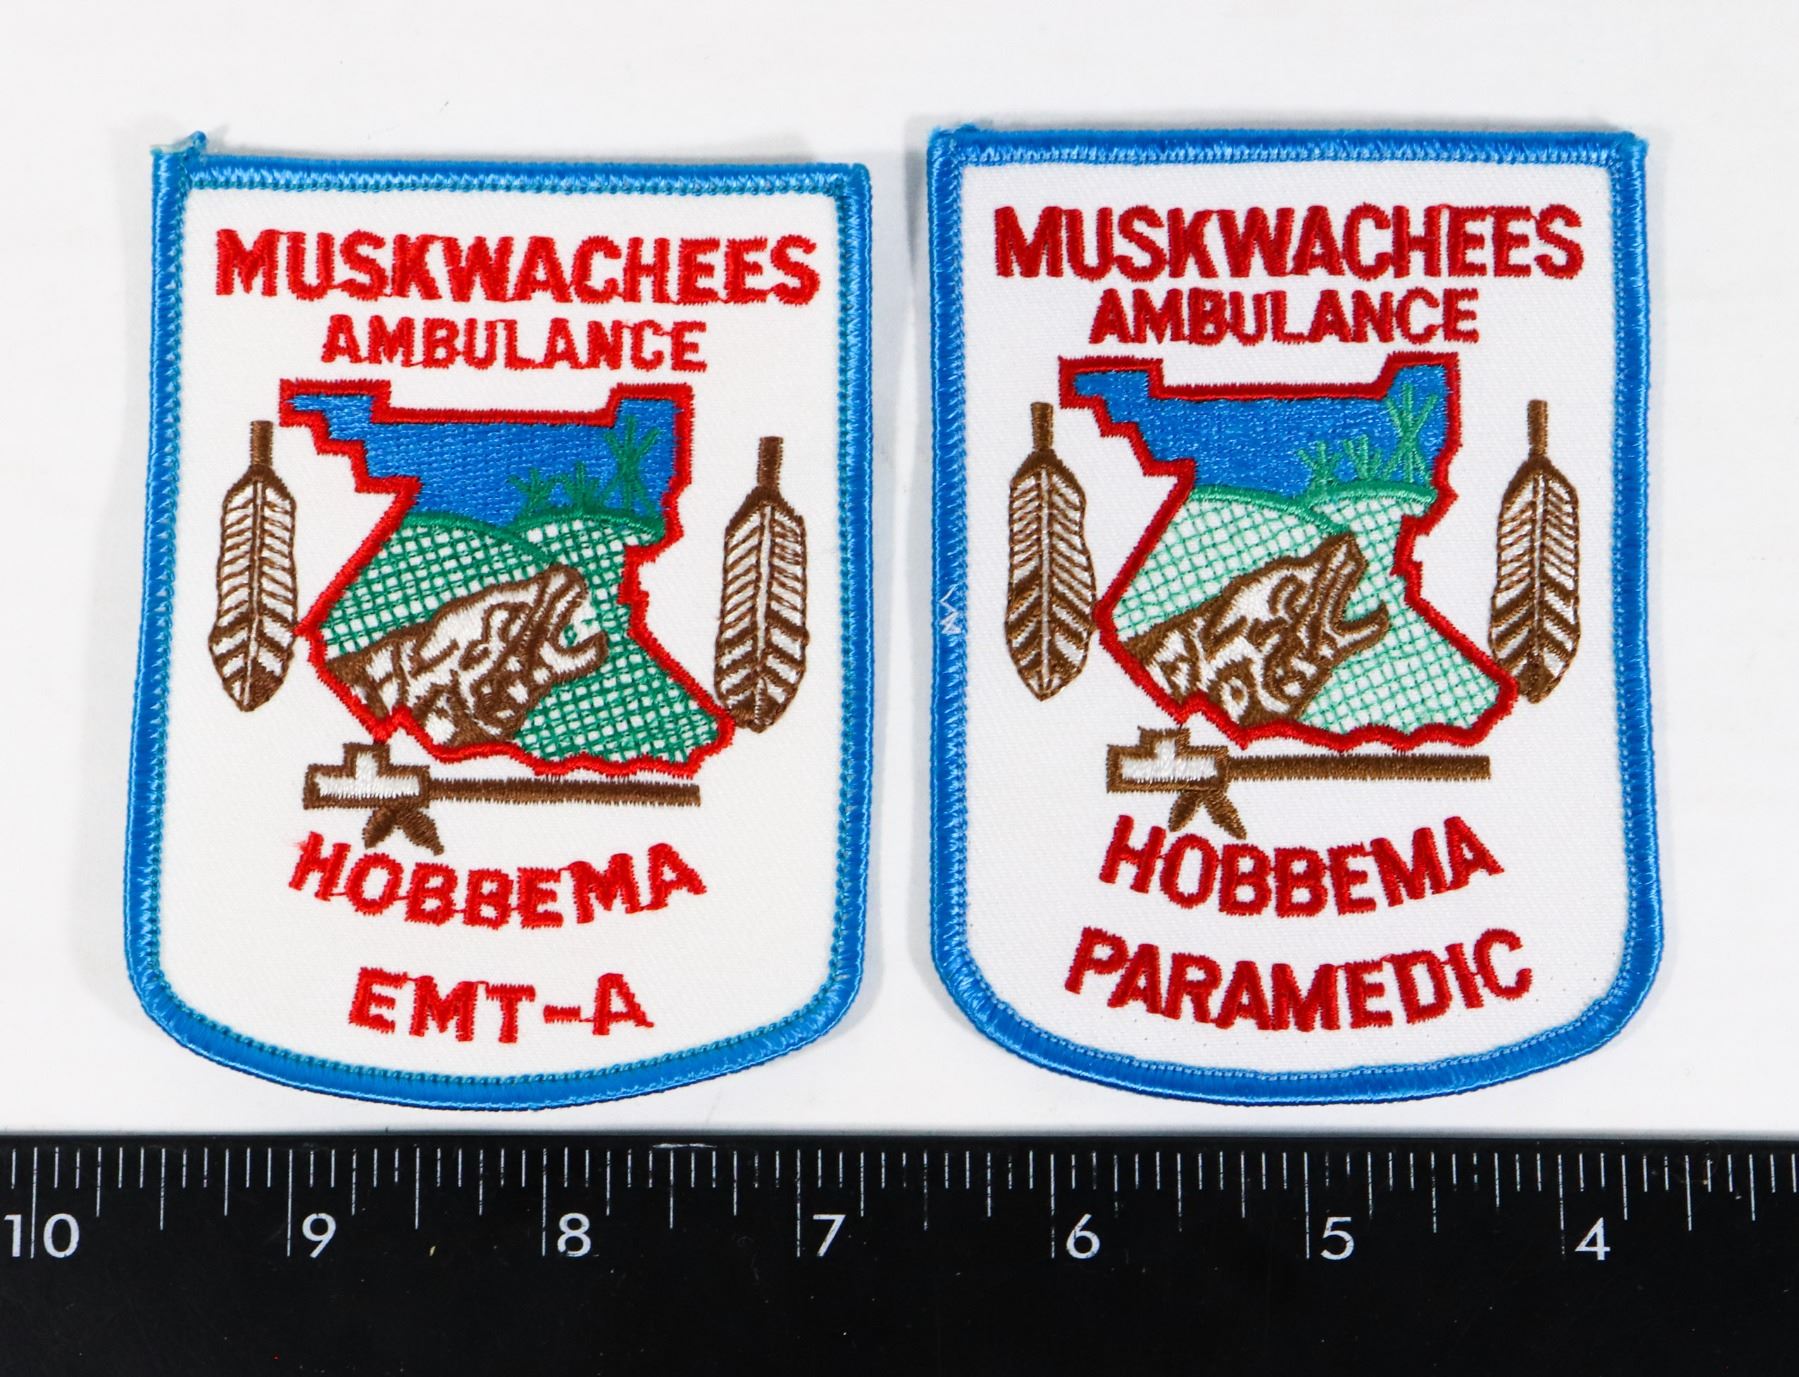 MUSKWACHEES
AMBULANCE
HOBBEMA
EMT-A
MUSKWACHEES
AMBULANCE
HOBBEMA
PARAMEDIC
10 9 8 7 6 5 4